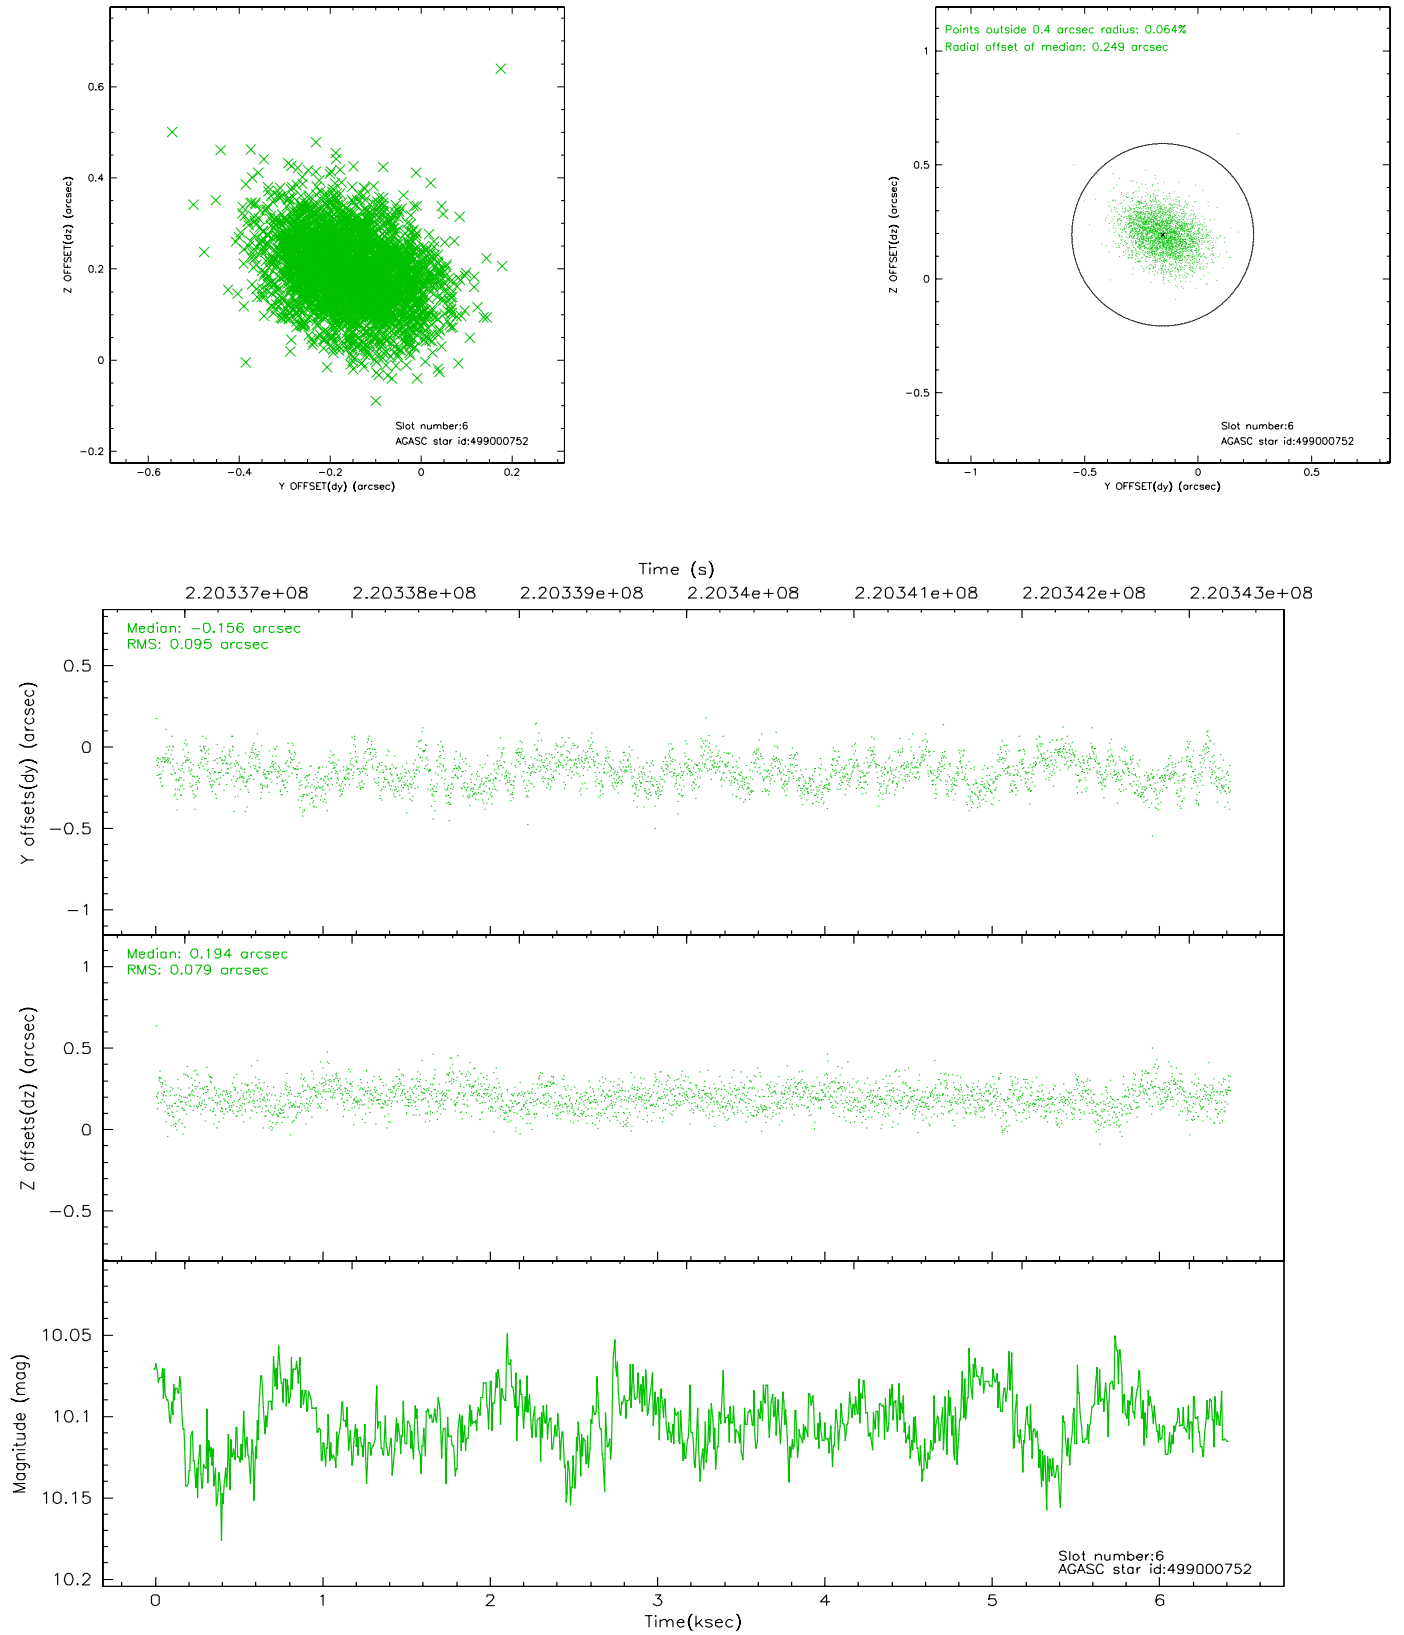 0.6
0.4
0.2
0
−0.2
Z OFFSET(dz) (arcsec)
−0.6 −0.4 −0.2 0 0.2
Y OFFSET(dy) (arcsec)
Slot number:6
AGASC star id:499000752
Points outside 0.4 arcsec radius: 0.064%
Radial offset of median: 0.249 arcsec
1
0.5
0
−0.5
Z OFFSET(dz) (arcsec)
−1 −0.5 0 0.5
Y OFFSET(dy) (arcsec)
Slot number:6
AGASC star id:499000752
Time (s)
2.20337e+08 2.20338e+08 2.20339e+08 2.2034e+08 2.20341e+08 2.20342e+08 2.20343e+08
Median: −0.156 arcsec
RMS: 0.095 arcsec
0.5
0
−0.5
−1
Y offsets(dy) (arcsec)
Median: 0.194 arcsec
RMS: 0.079 arcsec
1
0.5
0
−0.5
Z offsets(dz) (arcsec)
10.05
10.1
10.15
10.2
Magnitude (mag)
Slot number:6
AGASC star id:499000752
0 1 2 3 4 5 6
Time(ksec)